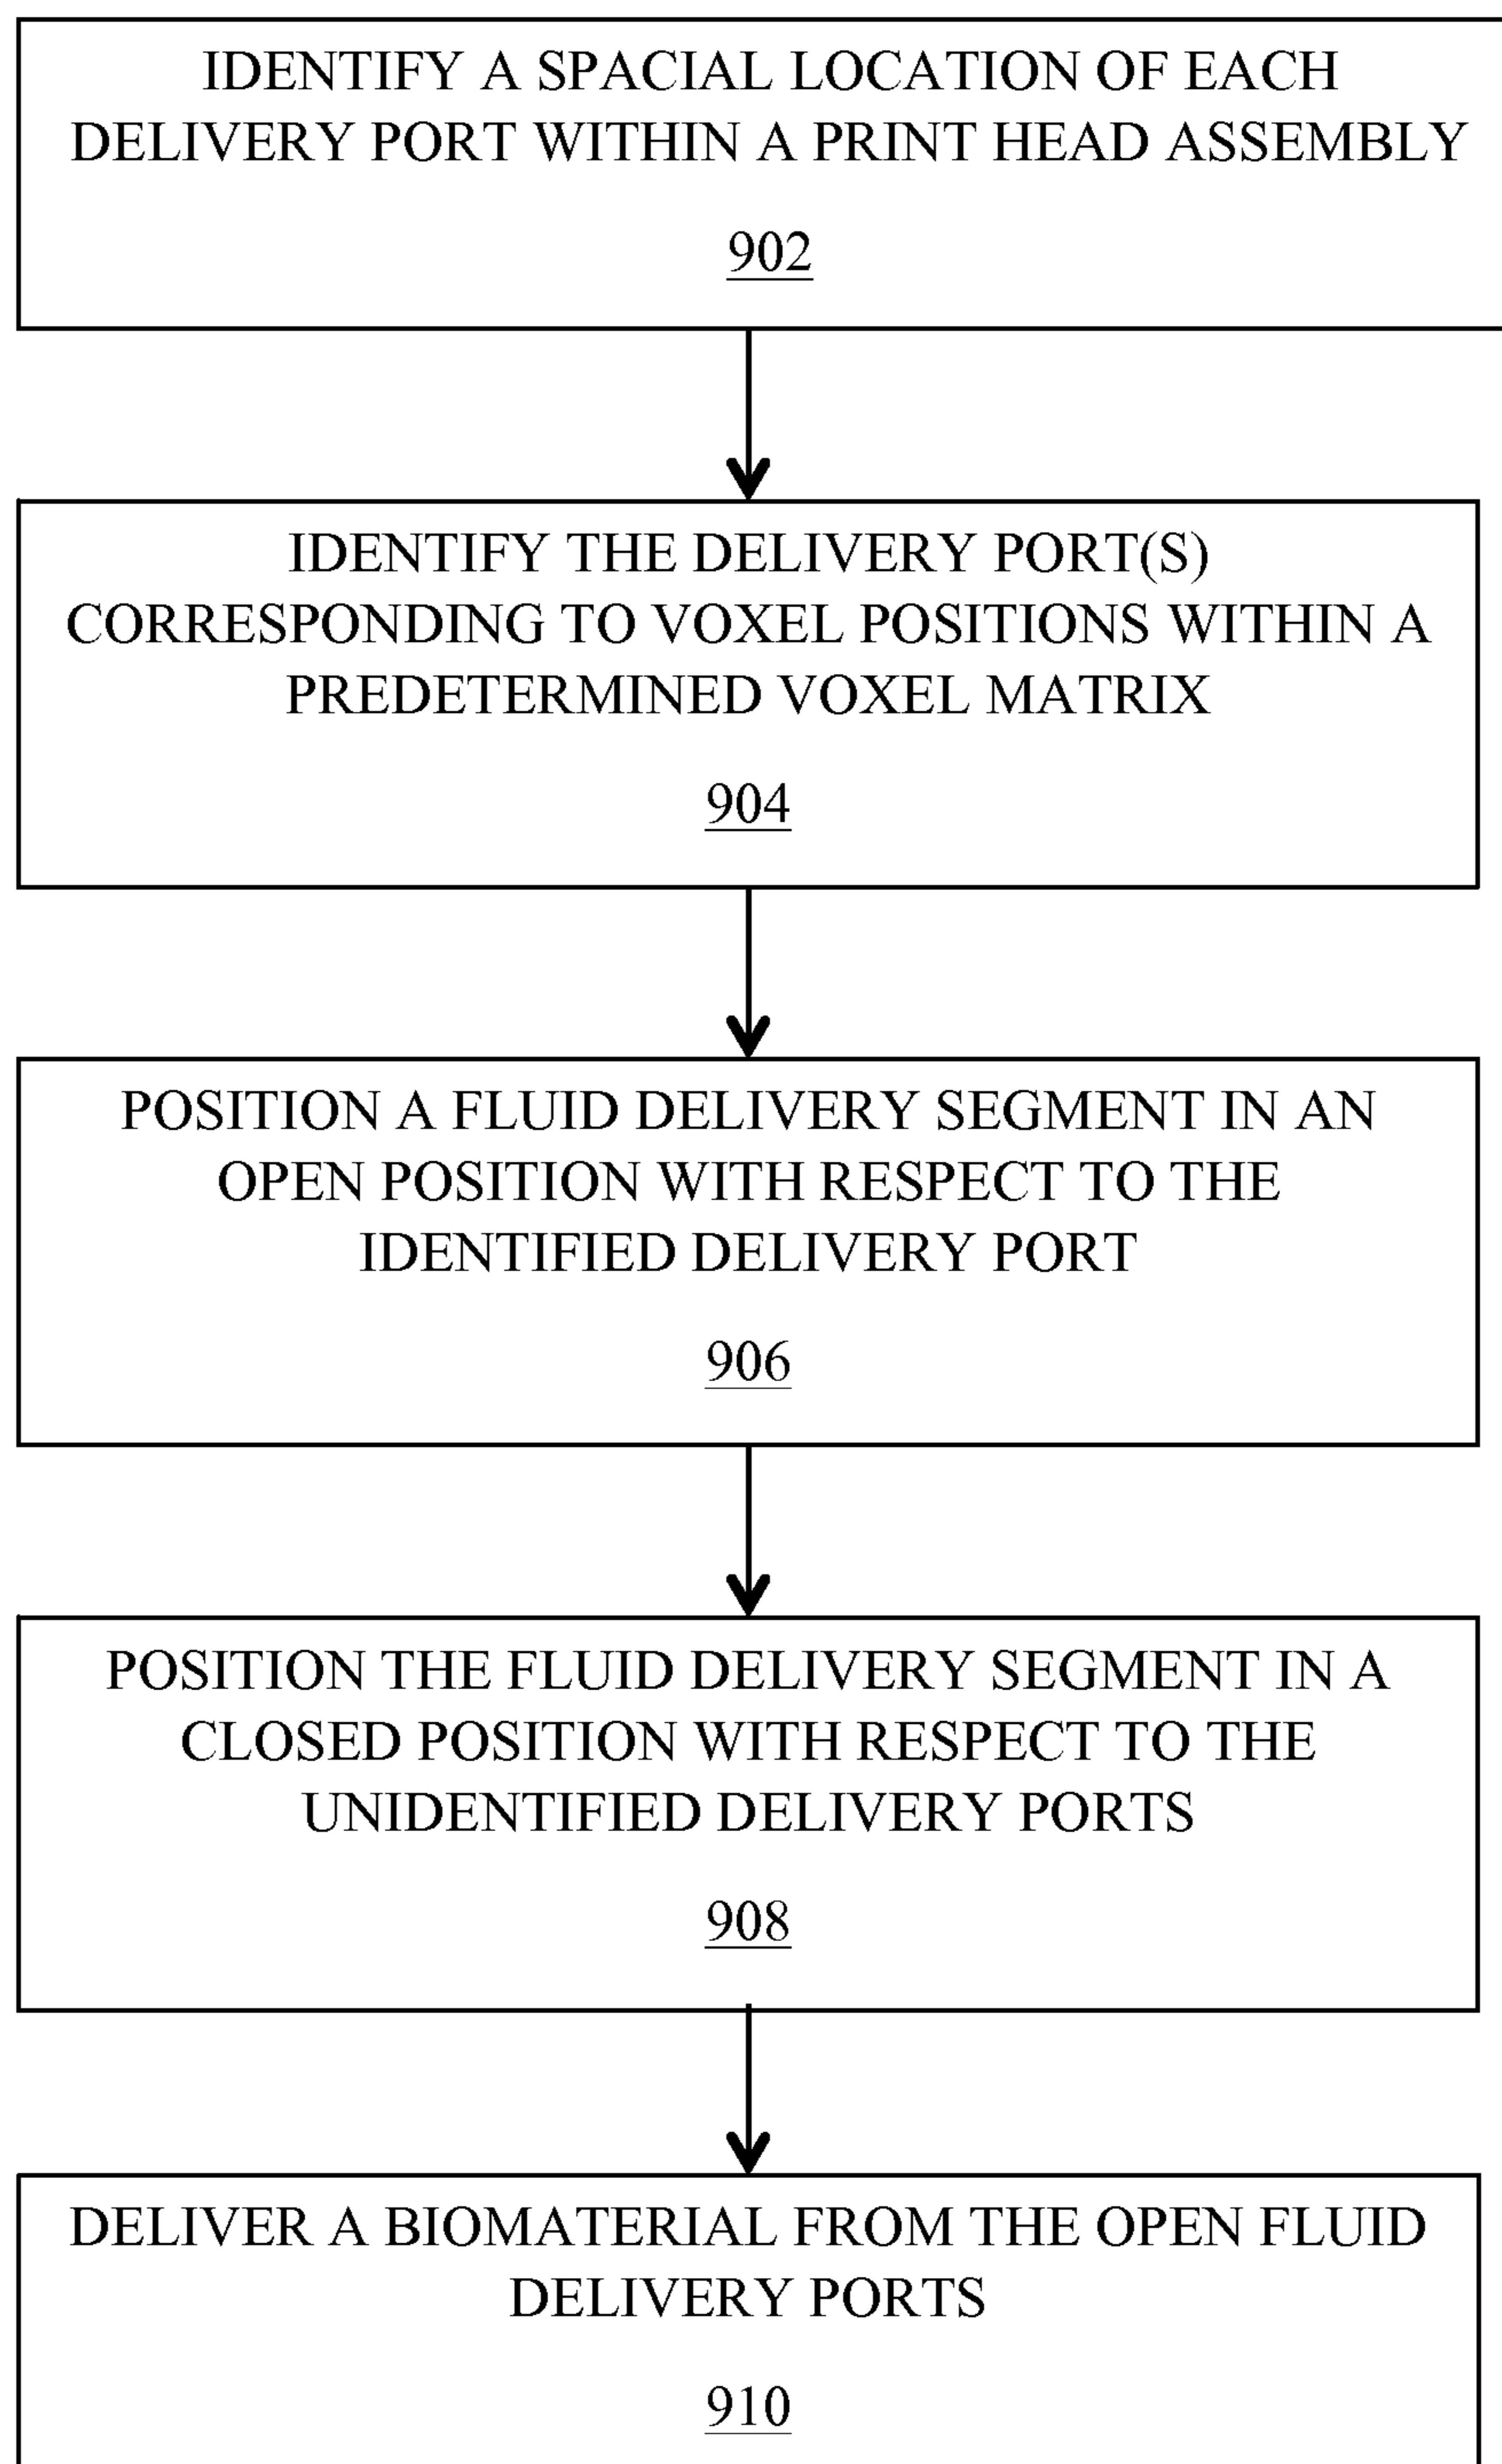 IDENTIFY A SPACIAL LOCATION OF EACH
DELIVERY PORT WITHIN A PRINT HEAD ASSEMBLY
902
IDENTIFY THE DELIVERY PORT(S)
CORRESPONDING TO VOXEL POSITIONS WITHIN A
PREDETERMINED VOXEL MATRIX
904
POSITION A FLUID DELIVERY SEGMENT IN AN
OPEN POSITION WITH RESPECT TO THE
IDENTIFIED DELIVERY PORT
906
POSITION THE FLUID DELIVERY SEGMENT IN A
CLOSED POSITION WITH RESPECT TO THE
UNIDENTIFIED DELIVERY PORTS
908
DELIVER A BIOMATERIAL FROM THE OPEN FLUID
DELIVERY PORTS
910